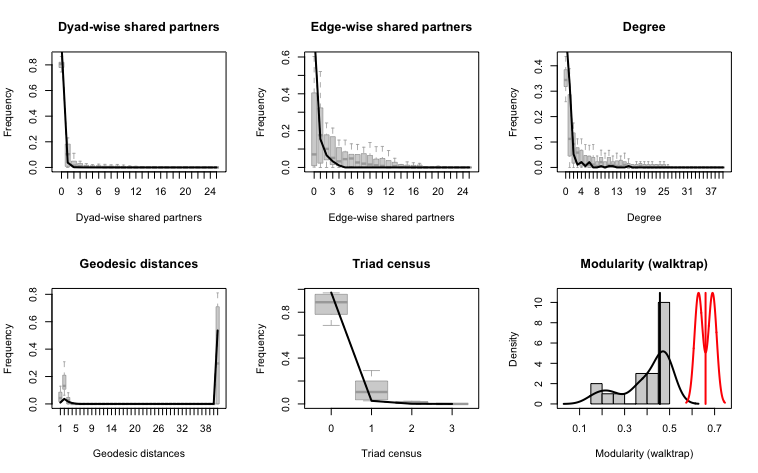 Dyad-wise shared partners
Frequency
0.0 0.2 0.4 0.6 0.8
0 3 6 9 12 16 20 24
Dyad-wise shared partners
Edge-wise shared partners
Frequency
0.0 0.2 0.4 0.6
0 3 6 9 12 16 20 24
Edge-wise shared partners
Degree
Frequency
0.0 0.1 0.2 0.3 0.4
0 4 8 13 19 25 31 37
Degree
Geodesic distances
Frequency
0.0 0.2 0.4 0.6 0.8
1 5 9 14 20 26 32 38
Geodesic distances
Triad census
Frequency
0.0 0.4 0.8
0 1 2 3
Triad census
Modularity (walktrap)
Density
0 2 4 6 8 10
0.1 0.3 0.5 0.7
Modularity (walktrap)